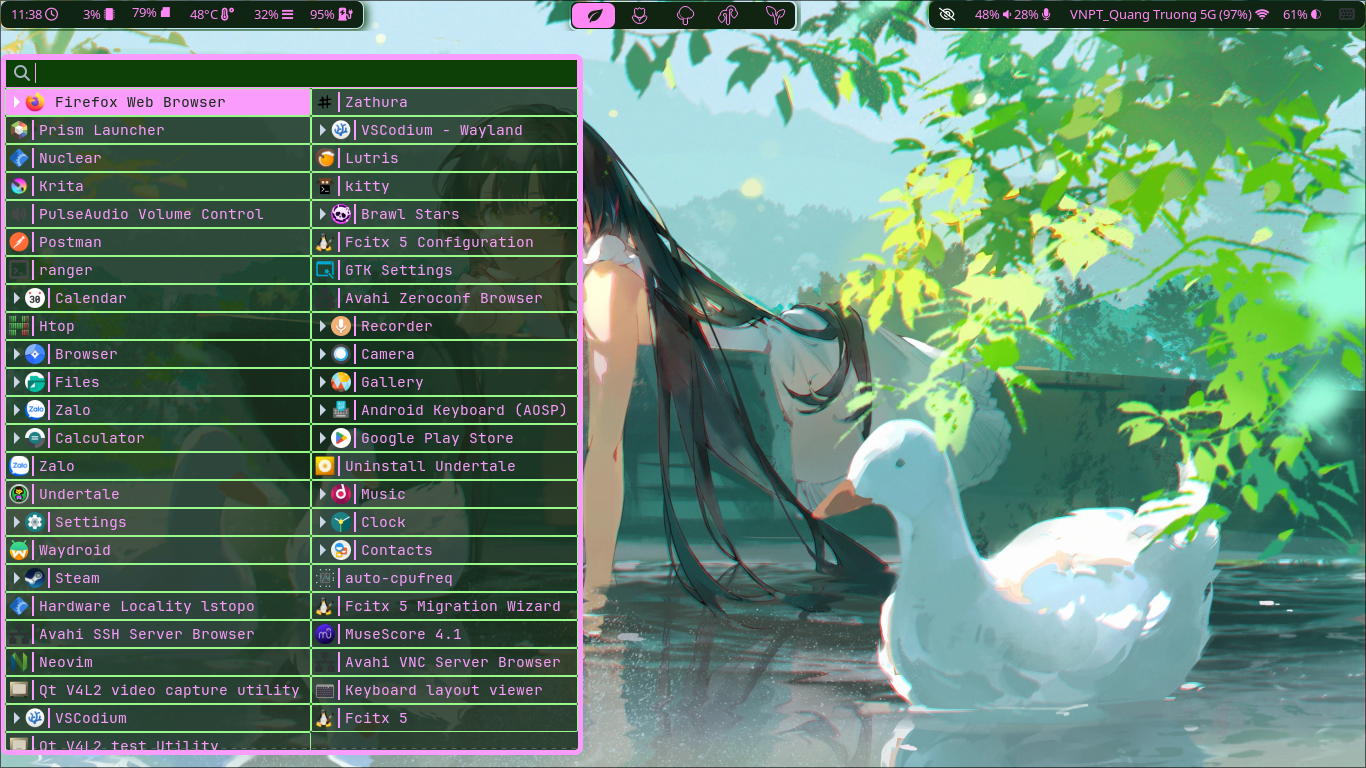 11:38 3% 79% 48°C 32% 95%
48% 28% VNPT_Quang Truong 5G (97%) 61%
Firefox Web Browser
Zathura
Prism Launcher
VSCodium - Wayland
Nuclear
Lutris
Krita
kitty
PulseAudio Volume Control
Brawl Stars
Postman
Fcitx 5 Configuration
ranger
GTK Settings
30 Calendar
Avahi Zeroconf Browser
Htop
Recorder
Browser
Camera
Files
Gallery
Zalo Zalo
Android Keyboard (AOSP)
Calculator
Google Play Store
Zalo Zalo
Uninstall Undertale
Undertale
Music
Settings
Clock
Waydroid
Contacts
Steam
auto-cpufreq
Hardware Locality lstopo
Fcitx 5 Migration Wizard
Avahi SSH Server Browser
MuseScore 4.1
Neovim
Avahi VNC Server Browser
Qt V4L2 video capture utility
Keyboard layout viewer
VSCodium
Fcitx 5
Qt V4L2 test Utility